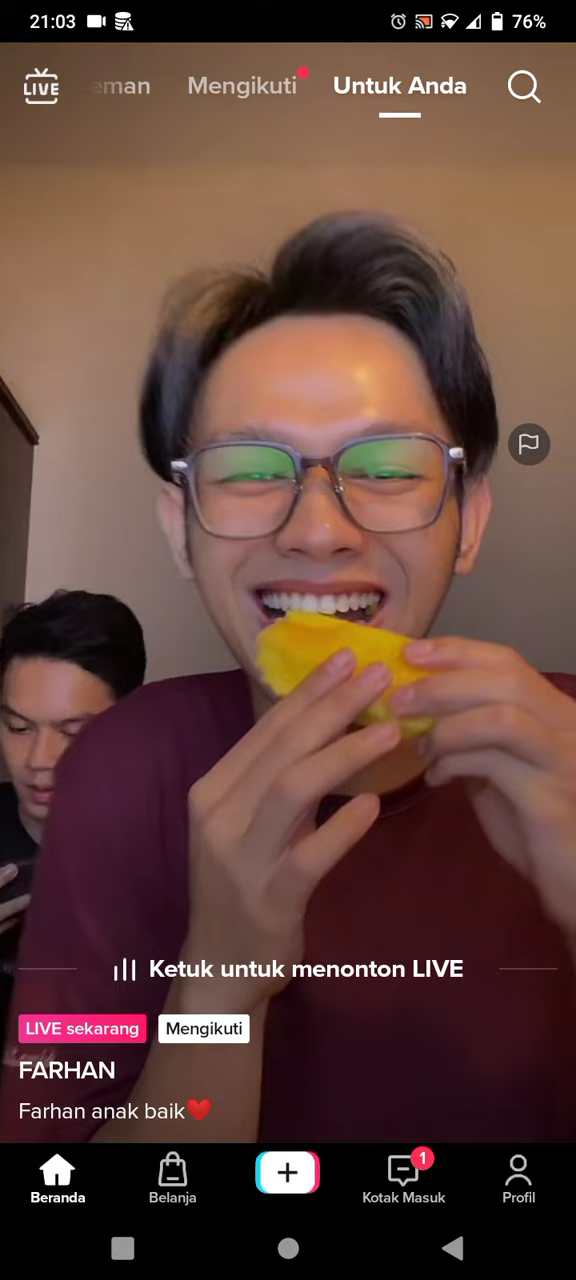 21:03
76%
LIVE
eman
Mengikuti
Untuk Anda
Ketuk untuk menonton LIVE
LIVE sekarang
Mengikuti
FARHAN
Farhan anak baik❤️
1
Beranda
Belanja
Kotak Masuk
Profil